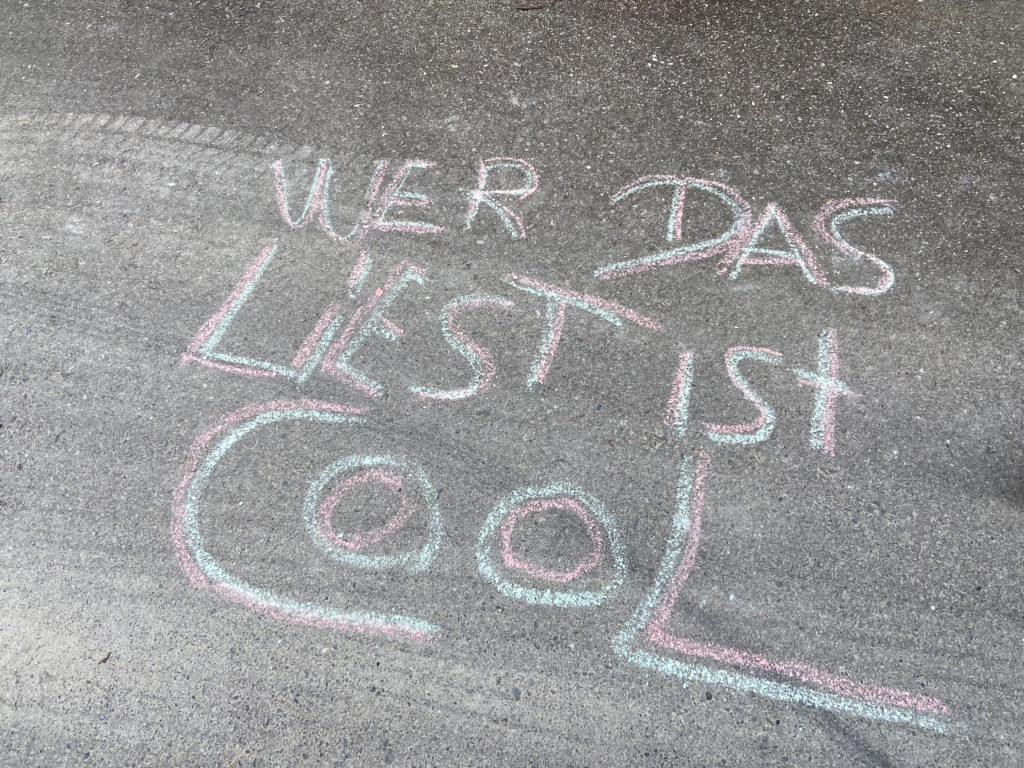 WER DAS
LIEST IST
COOL